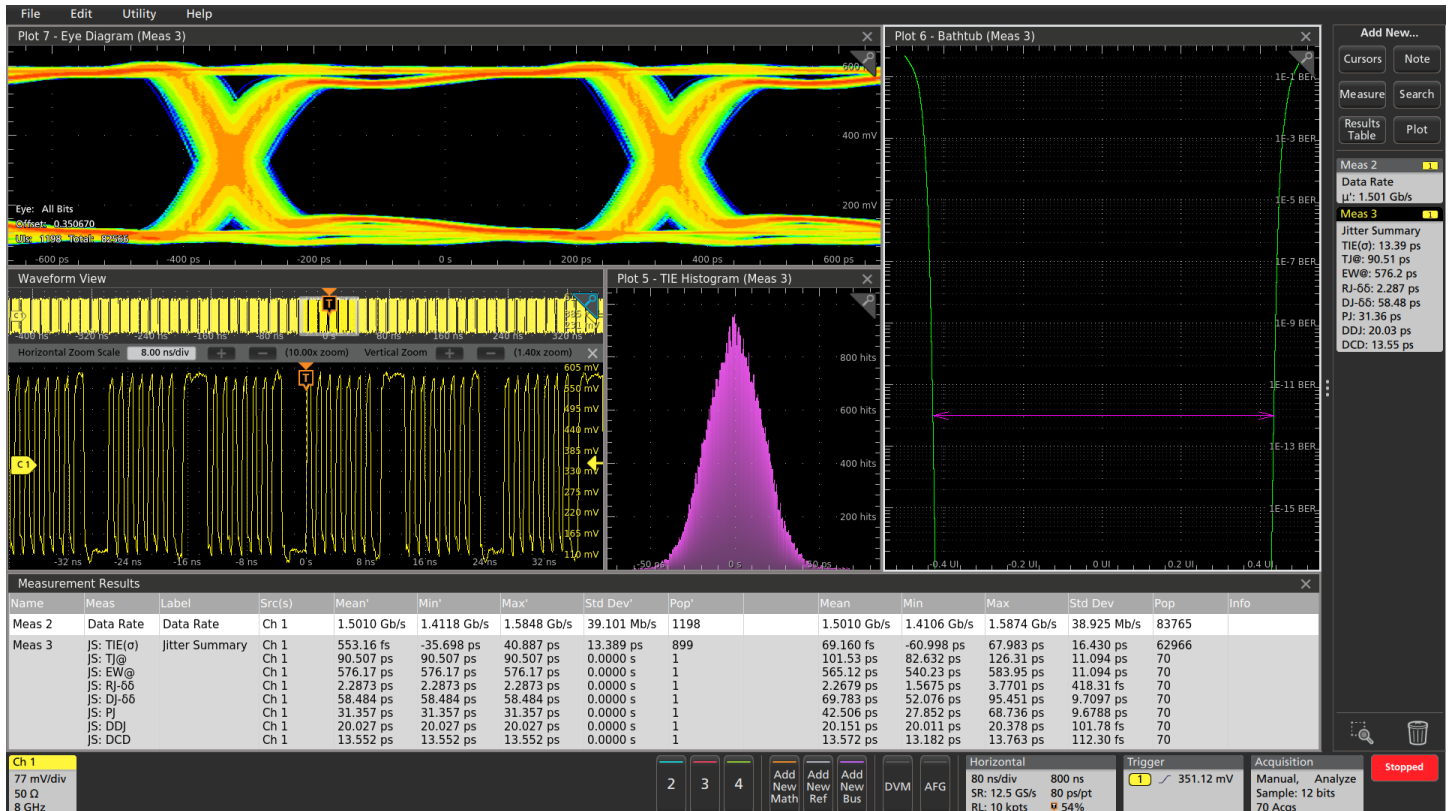 File Edit Utility Help
Plot 7 - Eye Diagram (Meas 3)
400 mV
200 mV
Eye: All Bits
Offset: 0.350670
UIs: 1198 Total: 82566
-600 ps -400 ps -200 ps 0 s 200 ps 400 ps 600 ps
Plot 6 - Bathtub (Meas 3)
1E-1 BER
1E-3 BER
1E-5 BER
1E-7 BER
1E-9 BER
1E-11 BER
1E-13 BER
1E-15 BER
-0.4 UI -0.2 UI 0 UI 0.2 UI 0.4 UI
Waveform View
-400 ns -320 ns -240 ns -160 ns -80 ns 0 s 80 ns 160 ns 240 ns 320 ns
Horizontal Zoom Scale 8.00 ns/div + − (10.00x zoom) Vertical Zoom + − (1.40x zoom)
T
605 mV
550 mV
495 mV
440 mV
385 mV
C1
330 mV
275 mV
220 mV
165 mV
110 mV
-32 ns -24 ns -16 ns -8 ns 0 s 8 ns 16 ns 24 ns 32 ns
Plot 5 - TIE Histogram (Meas 3)
800 hits
600 hits
400 hits
200 hits
-50 ps 0 s 50 ps
Add New...
Cursors Note
Measure Search
Results Table Plot
Meas 2 1
Data Rate
µ': 1.501 Gb/s
Meas 3 1
Jitter Summary
TIE(σ): 13.39 ps
TJ@: 90.51 ps
EW@: 576.2 ps
RJ-δδ: 2.287 ps
DJ-δδ: 58.48 ps
PJ: 31.36 ps
DDJ: 20.03 ps
DCD: 13.55 ps
Measurement Results
Name Meas Label Src(s) Mean' Min' Max' Std Dev' Pop' Mean Min Max Std Dev Pop Info
Meas 2 Data Rate Data Rate Ch 1 1.5010 Gb/s 1.4118 Gb/s 1.5848 Gb/s 39.101 Mb/s 1198 1.5010 Gb/s 1.4106 Gb/s 1.5874 Gb/s 38.925 Mb/s 83765
Meas 3 JS: TIE(σ) Jitter Summary Ch 1 553.16 fs -35.698 ps 40.887 ps 13.389 ps 899 69.160 fs -60.998 ps 67.983 ps 16.430 ps 62966
JS: TJ@ Ch 1 90.507 ps 90.507 ps 90.507 ps 0.0000 s 1 101.53 ps 82.632 ps 126.31 ps 11.094 ps 70
JS: EW@ Ch 1 576.17 ps 576.17 ps 576.17 ps 0.0000 s 1 565.12 ps 540.23 ps 583.95 ps 11.094 ps 70
JS: RJ-δδ Ch 1 2.2873 ps 2.2873 ps 2.2873 ps 0.0000 s 1 2.2679 ps 1.5675 ps 3.7701 ps 418.31 fs 70
JS: DJ-δδ Ch 1 58.484 ps 58.484 ps 58.484 ps 0.0000 s 1 69.783 ps 52.076 ps 95.451 ps 9.7097 ps 70
JS: PJ Ch 1 31.357 ps 31.357 ps 31.357 ps 0.0000 s 1 42.506 ps 27.852 ps 68.736 ps 9.6788 ps 70
JS: DDJ Ch 1 20.027 ps 20.027 ps 20.027 ps 0.0000 s 1 20.151 ps 20.011 ps 20.378 ps 101.78 fs 70
JS: DCD Ch 1 13.552 ps 13.552 ps 13.552 ps 0.0000 s 1 13.572 ps 13.182 ps 13.763 ps 112.30 fs 70
Ch 1
77 mV/div
50 Ω
8 GHz
2 3 4
Add New Math
Add New Ref
Add New Bus
DVM AFG
Horizontal
80 ns/div 800 ns
SR: 12.5 GS/s 80 ps/pt
RL: 10 kpts 54%
Trigger
1 351.12 mV
Acquisition
Manual, Analyze
Sample: 12 bits
70 Acqs
Stopped